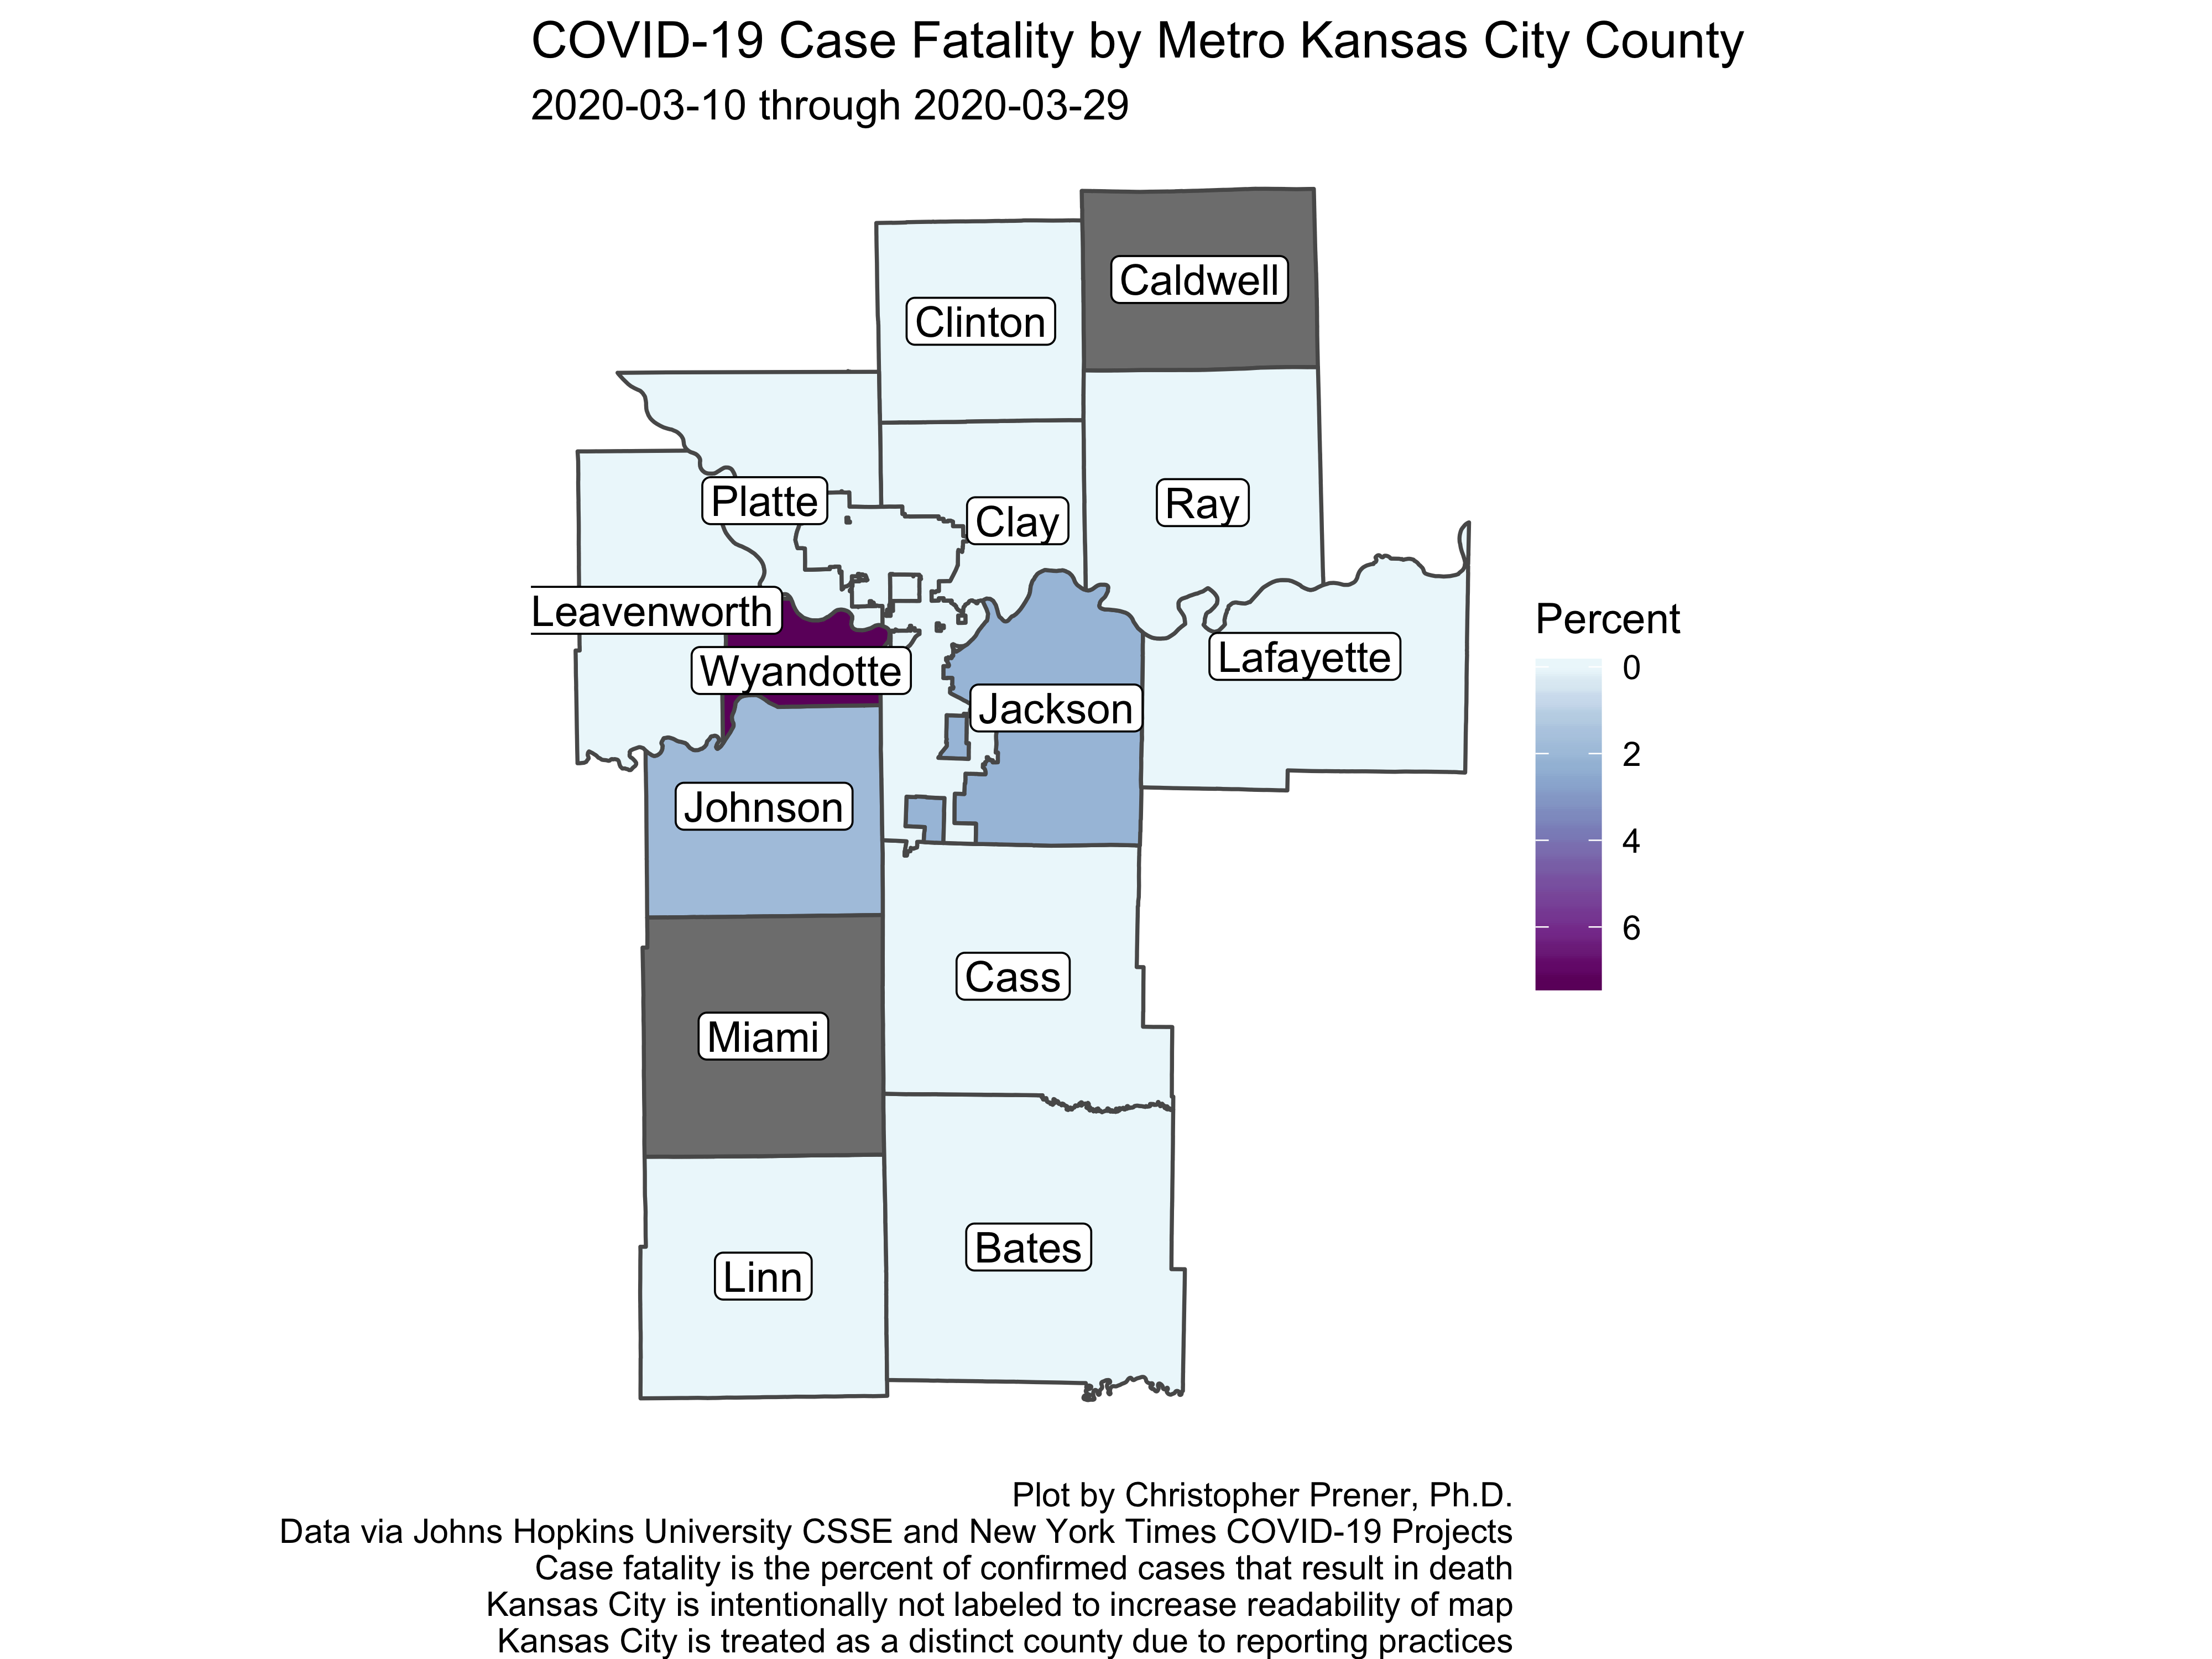 COVID-19 Case Fatality by Metro Kansas City County
2020-03-10 through 2020-03-29
Caldwell
Clinton
Platte
Clay
Ray
Leavenworth
Wyandotte
Lafayette
Jackson
Johnson
Cass
Miami
Bates
Linn
Percent
0
2
4
6
Plot by Christopher Prener, Ph.D.
Data via Johns Hopkins University CSSE and New York Times COVID-19 Projects
Case fatality is the percent of confirmed cases that result in death
Kansas City is intentionally not labeled to increase readability of map
Kansas City is treated as a distinct county due to reporting practices